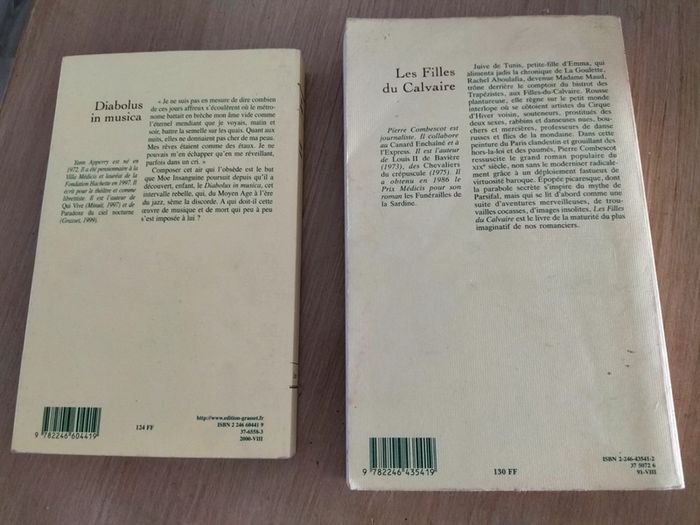 Diabolus
in musica
Yann Apperry est né en
1972. Il a été pensionnaire à la
Villa Médicis et lauréat de la
Fondation Hachette en 1997. Il
écrit pour le théâtre et comme
librettiste. Il est l'auteur de
Qui Vive (Minuit, 1997) et de
Paradoxe du ciel nocturne
(Grasset, 1999).
« Je ne suis pas en mesure de dire combien
de ces jours affreux s'écoulèrent où le métro-
nome battait en brèche mon âme vide comme
l'éternel mendiant que je voyais, matin et
soir, battre la semelle sur les quais. Quant aux
nuits, elles ne donnaient pas cher de ma peau.
Mes rêves étaient comme des étaux. Je ne
pouvais m'en échapper qu'en me réveillant,
parfois dans un cri. »
Composer cet air qui l'obsède est le but
que Moe Insanguine poursuit depuis qu'il a
découvert, enfant, le Diabolus in musica, cet
intervalle rebelle, qui, du Moyen Age à l'ère
du jazz, sème la discorde. A qui doit-il cette
œuvre de musique et de mort qui peu à peu
s'est imposée à lui ?
9 782246 604419
124 FF
http://www.edition-grasset.fr
ISBN 2 246 60441 9
37-6558-3
2000-VIII
Les Filles
du Calvaire
Pierre Combescot est
journaliste. Il collabore
au Canard Enchaîné et à
l'Express. Il est l'auteur
de Louis II de Bavière
(1973), des Chevaliers
du crépuscule (1975). Il
a obtenu en 1986 le
Prix Médicis pour son
roman les Funérailles de
la Sardine.
Juive de Tunis, petite-fille d'Emma, qui
alimenta jadis la chronique de La Goulette,
Rachel Aboulafia, devenue Madame Maud,
trône derrière le comptoir du bistrot des
Trapézistes, aux Filles-du-Calvaire. Rousse
plantureuse, elle règne sur le petit monde
interlope où se côtoient artistes du Cirque
d'Hiver voisin, souteneurs, prostitués des
deux sexes, rabbins et danseuses nues, bou-
chers et mercières, professeurs de danse
russes et flics de la mondaine. Dans cette
peinture du Paris clandestin et grouillant des
hors-la-loi et des paumés, Pierre Combescot
ressuscite le grand roman populaire du
XIXe siècle, non sans le moderniser radicale-
ment grâce à un déploiement fastueux de
virtuosité baroque. Épopée picaresque, dont
la parabole secrète s'inspire du mythe de
Parsifal, mais qui se lit d'abord comme une
suite d'aventures merveilleuses, de trou-
vailles cocasses, d'images insolites, Les Filles
du Calvaire est le livre de la maturité du plus
imaginatif de nos romanciers.
9 782246 435419
130 FF
ISBN 2-246-43541-2
37 5072 6
91-VIII